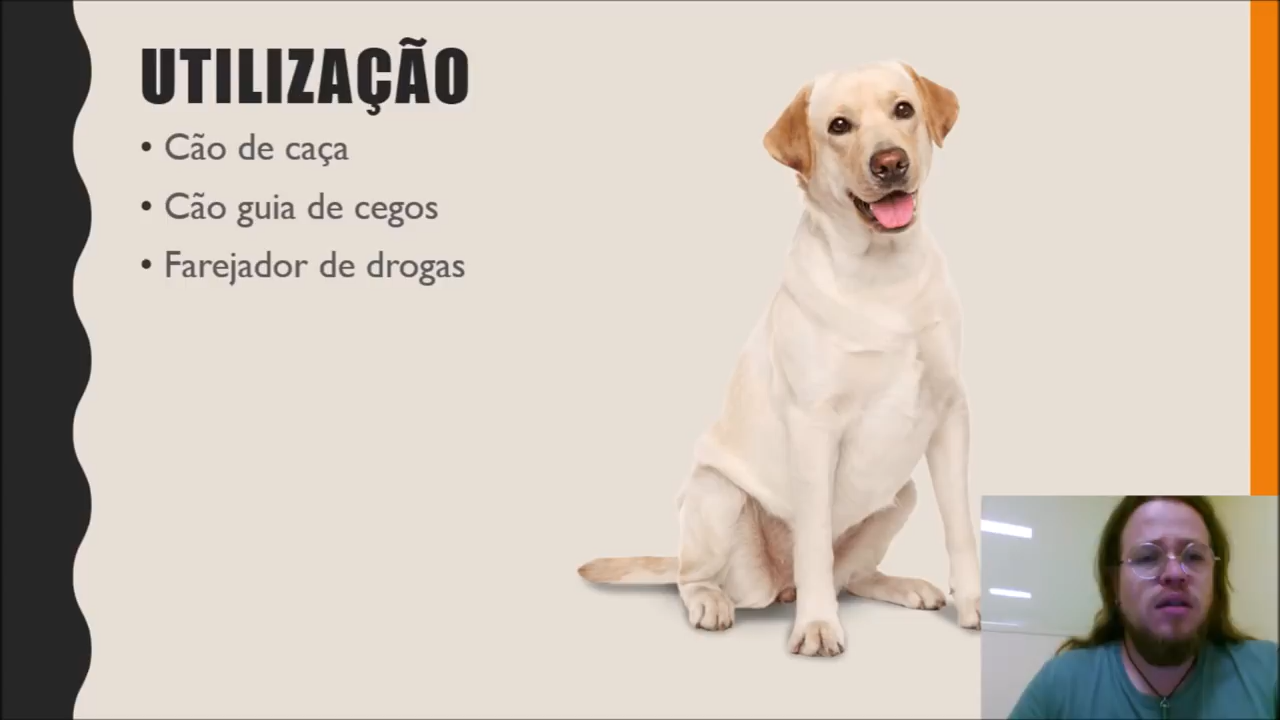 UTILIZAÇÃO
• Cão de caça
• Cão guia de cegos
• Farejador de drogas